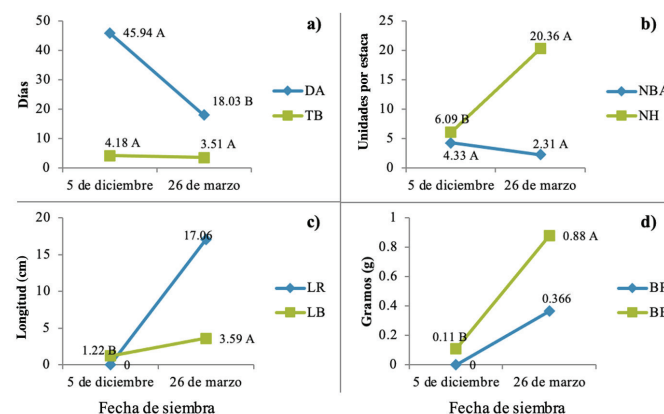 a)
Días
60
50
40
30
20
10
0
45.94 A
18.03 B
4.18 A
3.51 A
DA
TB
5 de diciembre 26 de marzo
b)
Unidades por estaca
25
20
15
10
5
0
20.36 A
6.09 B
4.33 A
2.31 A
NBA
NH
5 de diciembre 26 de marzo
c)
Longitud (cm)
20
15
10
5
0
17.06
1.22 B
0
3.59 A
LR
LB
5 de diciembre 26 de marzo
Fecha de siembra
d)
Gramos (g)
1
0.8
0.6
0.4
0.2
0
0.88 A
0.366
0.11 B
0
5 de diciembre 26 de marzo
Fecha de siembra